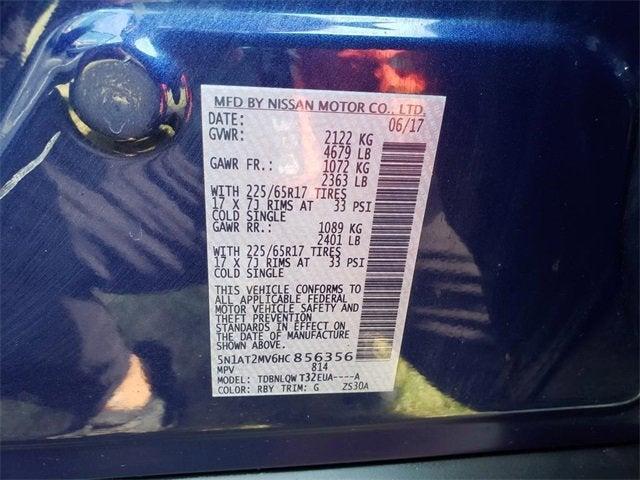 MFD BY NISSAN MOTOR CO., LTD.
DATE: 06/17
GVWR: 2122 KG
4679 LB
GAWR FR.: 1072 KG
2363 LB
WITH 225/65R17 TIRES
17 X 7J RIMS AT 33 PSI
COLD SINGLE
GAWR RR.: 1089 KG
2401 LB
WITH 225/65R17 TIRES
17 X 7J RIMS AT 33 PSI
COLD SINGLE
THIS VEHICLE CONFORMS TO
ALL APPLICABLE FEDERAL
MOTOR VEHICLE SAFETY AND
THEFT PREVENTION
STANDARDS IN EFFECT ON
THE DATE OF MANUFACTURE
SHOWN ABOVE.
5N1AT2MV6HC856356
MPV 814
MODEL: TDBNLQWT32EUA----A
COLOR: RBY TRIM: G ZS30A